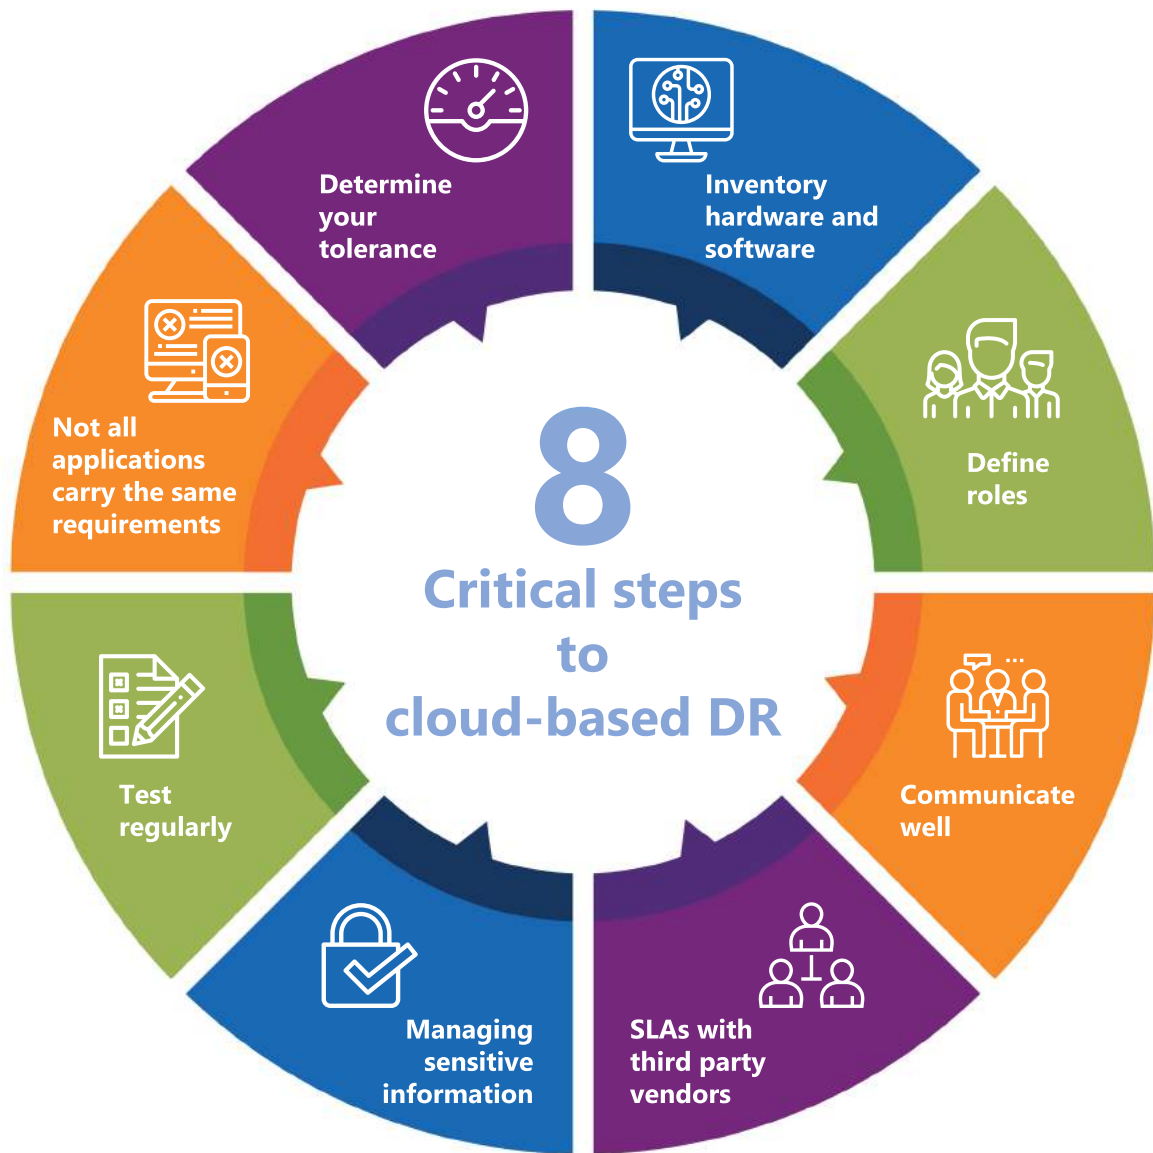 8
Critical steps
to
cloud-based DR
Inventory
hardware and
software
Define
roles
Communicate
well
SLAs with
third party
vendors
Managing
sensitive
information
Test
regularly
Not all
applications
carry the same
requirements
Determine
your
tolerance